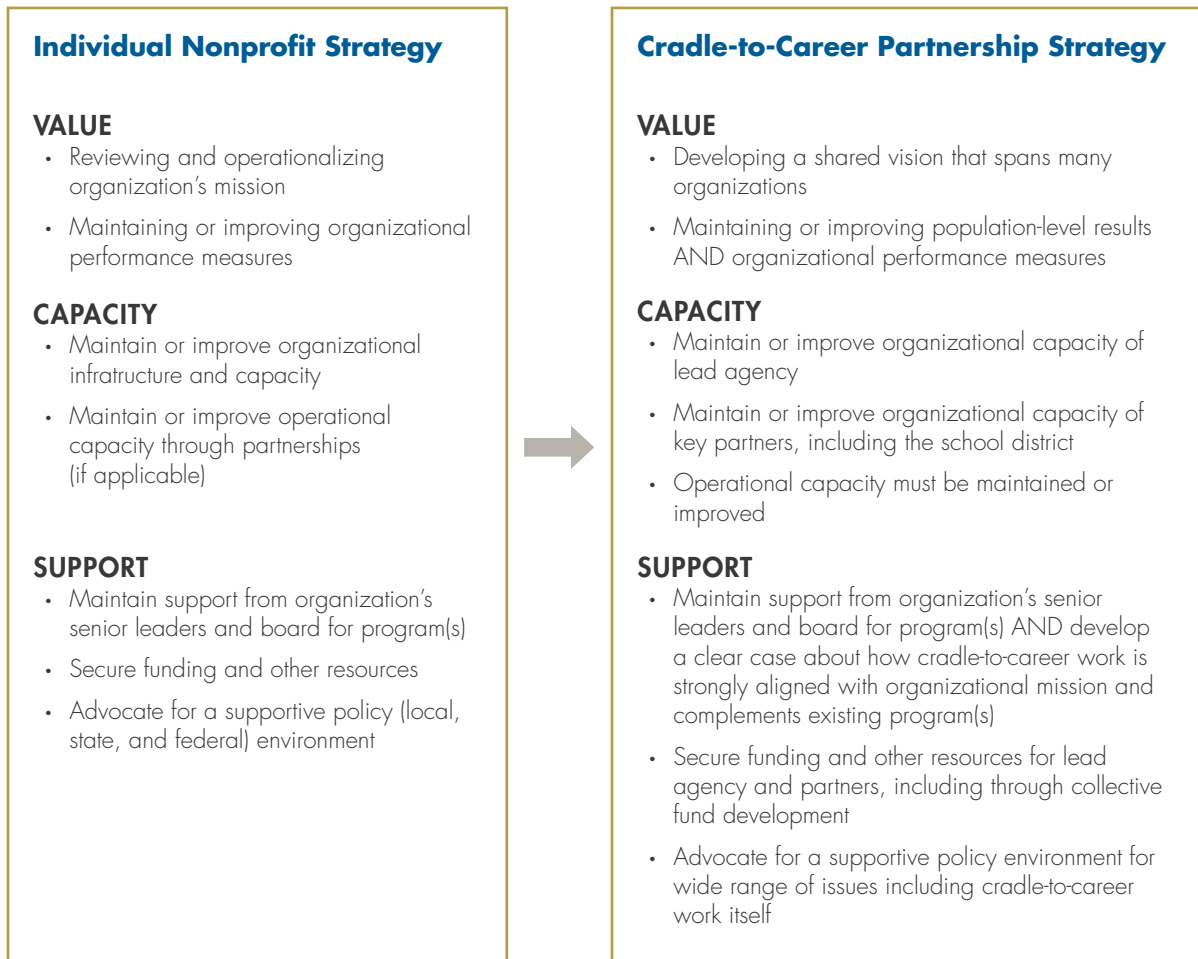 Individual Nonprofit Strategy
VALUE
• Reviewing and operationalizing
organization's mission
• Maintaining or improving organizational
performance measures
CAPACITY
• Maintain or improve organizational
infratructure and capacity
• Maintain or improve operational
capacity through partnerships
(if applicable)
SUPPORT
• Maintain support from organization's
senior leaders and board for program(s)
• Secure funding and other resources
• Advocate for a supportive policy (local,
state, and federal) environment
Cradle-to-Career Partnership Strategy
VALUE
• Developing a shared vision that spans many
organizations
• Maintaining or improving population-level results
AND organizational performance measures
CAPACITY
• Maintain or improve organizational capacity of
lead agency
• Maintain or improve organizational capacity of
key partners, including the school district
• Operational capacity must be maintained or
improved
SUPPORT
• Maintain support from organization's senior
leaders and board for program(s) AND develop
a clear case about how cradle-to-career work is
strongly aligned with organizational mission and
complements existing program(s)
• Secure funding and other resources for lead
agency and partners, including through collective
fund development
• Advocate for a supportive policy environment for
wide range of issues including cradle-to-career
work itself